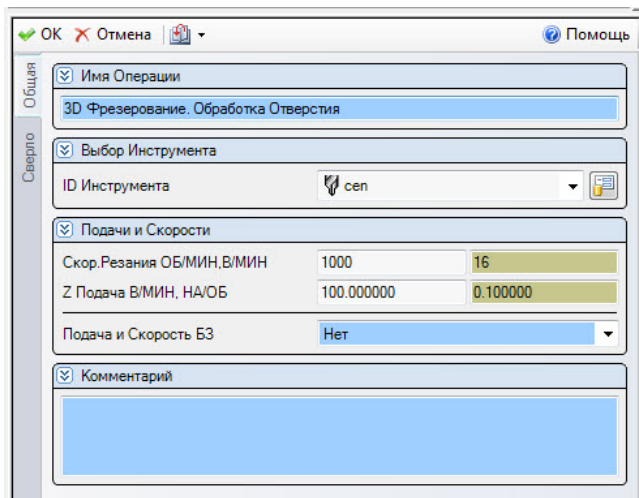 OK Отмена Помощь
Общая
Сверло
Имя Операции
3D Фрезерование. Обработка Отверстия
Выбор Инструмента
ID Инструмента cen
Подачи и Скорости
Скор.Резания ОБ/МИН,В/МИН 1000 16
Z Подача В/МИН, НА/ОБ 100.000000 0.100000
Подача и Скорость БЗ Нет
Комментарий